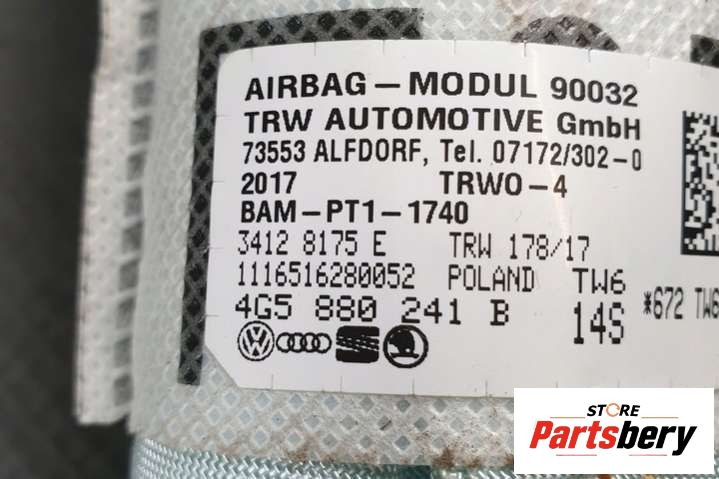 AIRBAG – MODUL 90032
TRW AUTOMOTIVE GmbH
73553 ALFDORF, Tel. 07172/302-0
2017 TRWO-4
BAM-PT1-1740
3412 8175 E TRW 178/17
1116516280052 POLAND TW6
4G5 880 241 B 14S *672 TW6
STORE
Partsbery